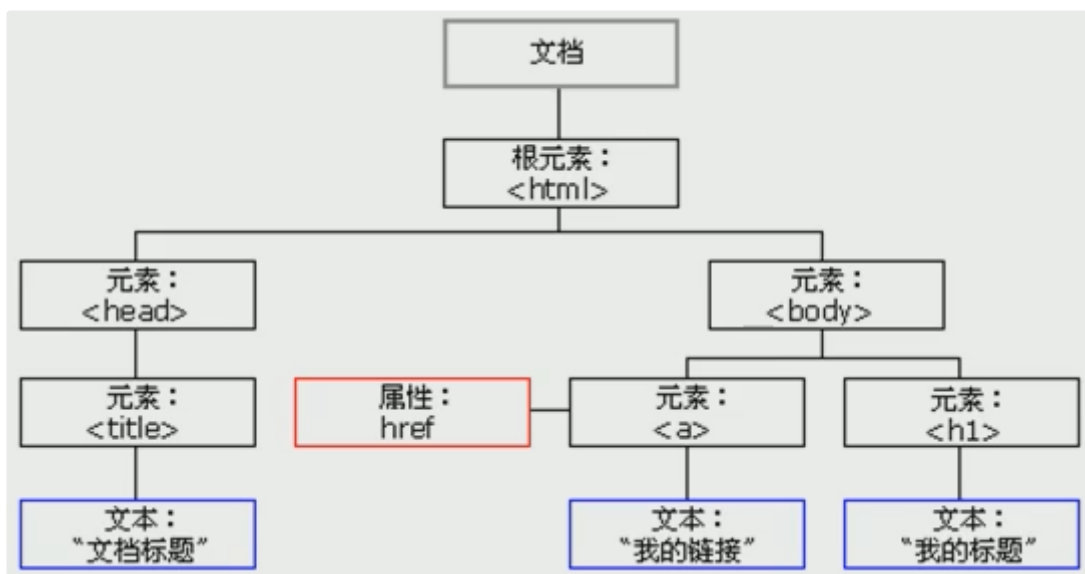 文档
根元素：
<html>
元素：
<head>
元素：
<body>
元素：
<title>
属性：
href
元素：
<a>
元素：
<h1>
文本：
“文档标题”
文本：
“我的链接”
文本：
“我的标题”